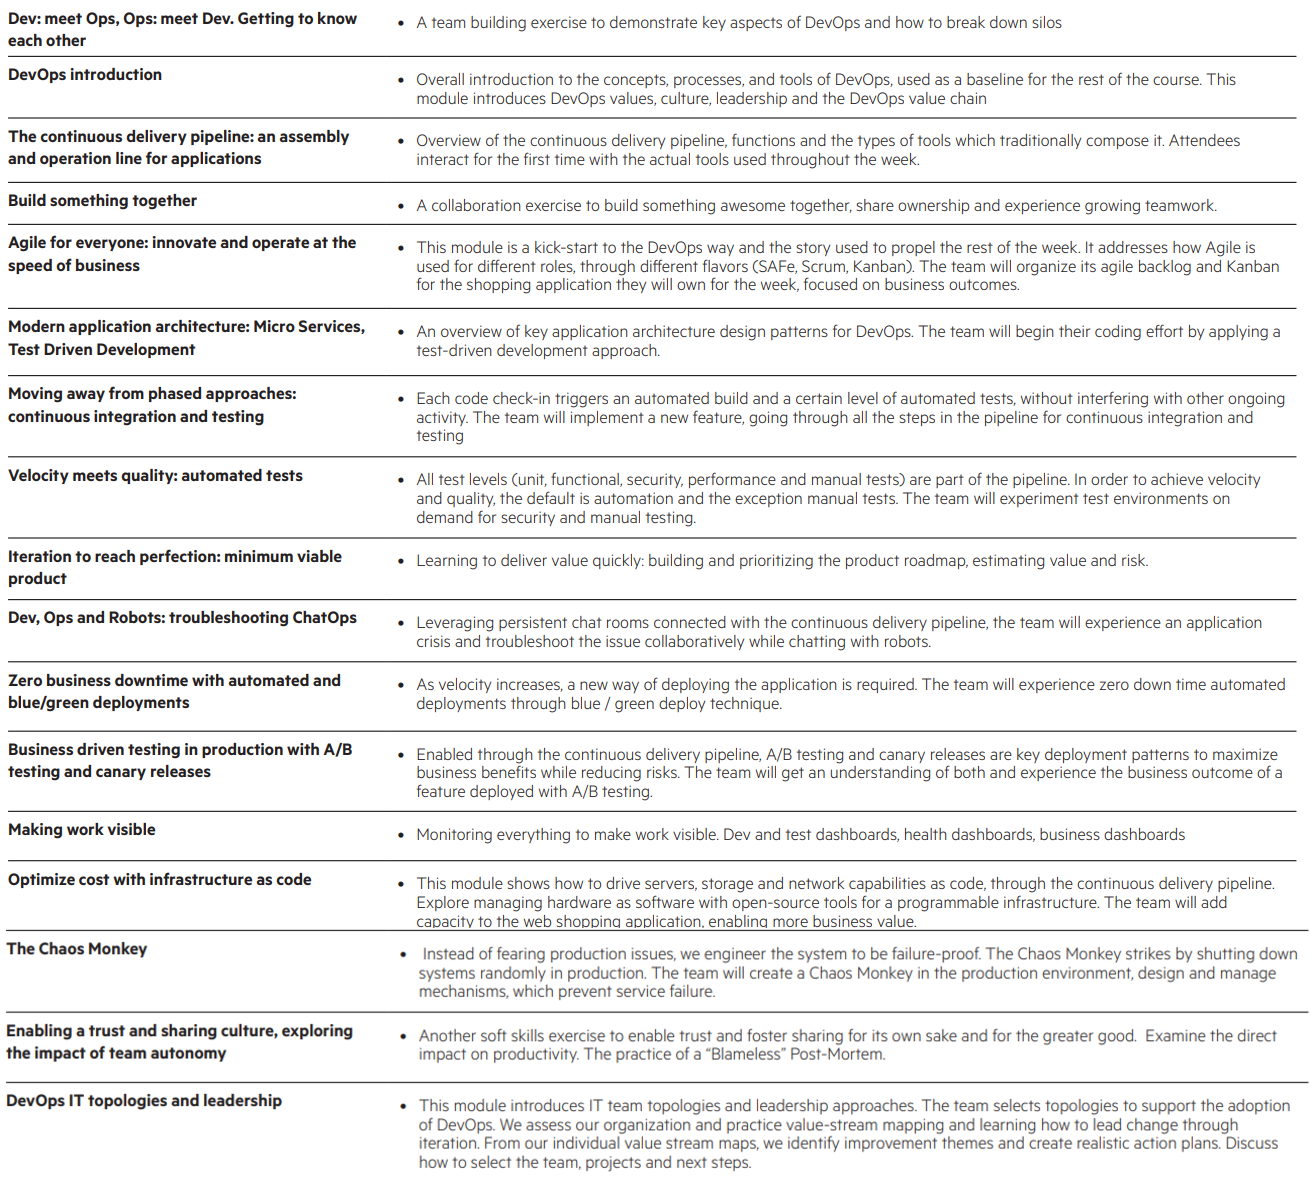 Dev: meet Ops, Ops: meet Dev. Getting to know
each other
• A team building exercise to demonstrate key aspects of DevOps and how to break down silos
DevOps introduction
• Overall introduction to the concepts, processes, and tools of DevOps, used as a baseline for the rest of the course. This
module introduces DevOps values, culture, leadership and the DevOps value chain
The continuous delivery pipeline: an assembly
and operation line for applications
• Overview of the continuous delivery pipeline, functions and the types of tools which traditionally compose it. Attendees
interact for the first time with the actual tools used throughout the week.
Build something together
• A collaboration exercise to build something awesome together, share ownership and experience growing teamwork.
Agile for everyone: innovate and operate at the
speed of business
• This module is a kick-start to the DevOps way and the story used to propel the rest of the week. It addresses how Agile is
used for different roles, through different flavors (SAFe, Scrum, Kanban). The team will organize its agile backlog and Kanban
for the shopping application they will own for the week, focused on business outcomes.
Modern application architecture: Micro Services,
Test Driven Development
• An overview of key application architecture design patterns for DevOps. The team will begin their coding effort by applying a
test-driven development approach.
Moving away from phased approaches:
continuous integration and testing
• Each code check-in triggers an automated build and a certain level of automated tests, without interfering with other ongoing
activity. The team will implement a new feature, going through all the steps in the pipeline for continuous integration and
testing
Velocity meets quality: automated tests
• All test levels (unit, functional, security, performance and manual tests) are part of the pipeline. In order to achieve velocity
and quality, the default is automation and the exception manual tests. The team will experiment test environments on
demand for security and manual testing.
Iteration to reach perfection: minimum viable
product
• Learning to deliver value quickly: building and prioritizing the product roadmap, estimating value and risk.
Dev, Ops and Robots: troubleshooting ChatOps
• Leveraging persistent chat rooms connected with the continuous delivery pipeline, the team will experience an application
crisis and troubleshoot the issue collaboratively while chatting with robots.
Zero business downtime with automated and
blue/green deployments
• As velocity increases, a new way of deploying the application is required. The team will experience zero down time automated
deployments through blue / green deploy technique.
Business driven testing in production with A/B
testing and canary releases
• Enabled through the continuous delivery pipeline, A/B testing and canary releases are key deployment patterns to maximize
business benefits while reducing risks. The team will get an understanding of both and experience the business outcome of a
feature deployed with A/B testing.
Making work visible
• Monitoring everything to make work visible. Dev and test dashboards, health dashboards, business dashboards
Optimize cost with infrastructure as code
• This module shows how to drive servers, storage and network capabilities as code, through the continuous delivery pipeline.
Explore managing hardware as software with open-source tools for a programmable infrastructure. The team will add
capacity to the web shopping application, enabling more business value.
The Chaos Monkey
• Instead of fearing production issues, we engineer the system to be failure-proof. The Chaos Monkey strikes by shutting down
systems randomly in production. The team will create a Chaos Monkey in the production environment, design and manage
mechanisms, which prevent service failure.
Enabling a trust and sharing culture, exploring
the impact of team autonomy
• Another soft skills exercise to enable trust and foster sharing for its own sake and for the greater good. Examine the direct
impact on productivity. The practice of a “Blameless” Post-Mortem.
DevOps IT topologies and leadership
• This module introduces IT team topologies and leadership approaches. The team selects topologies to support the adoption
of DevOps. We assess our organization and practice value-stream mapping and learning how to lead change through
iteration. From our individual value stream maps, we identify improvement themes and create realistic action plans. Discuss
how to select the team, projects and next steps.